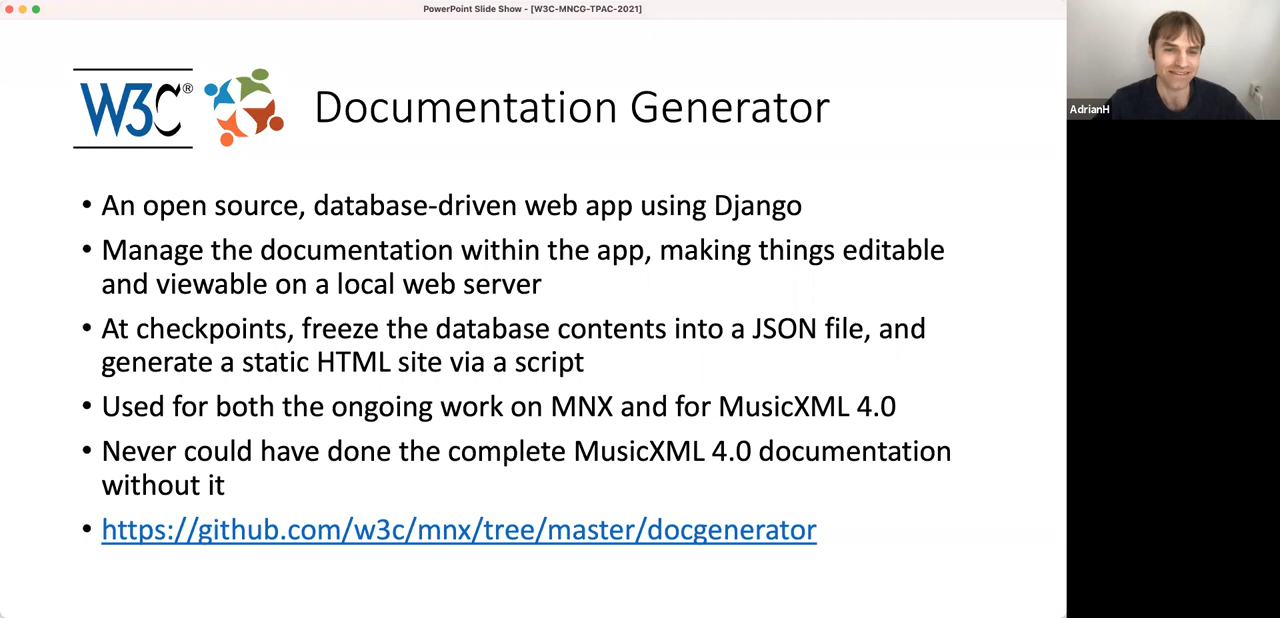 PowerPoint Slide Show - [W3C-MNCG-TPAC-2021]
W3C®
Documentation Generator
• An open source, database-driven web app using Django
• Manage the documentation within the app, making things editable
and viewable on a local web server
• At checkpoints, freeze the database contents into a JSON file, and
generate a static HTML site via a script
• Used for both the ongoing work on MNX and for MusicXML 4.0
• Never could have done the complete MusicXML 4.0 documentation
without it
• https://github.com/w3c/mnx/tree/master/docgenerator
AdrianH